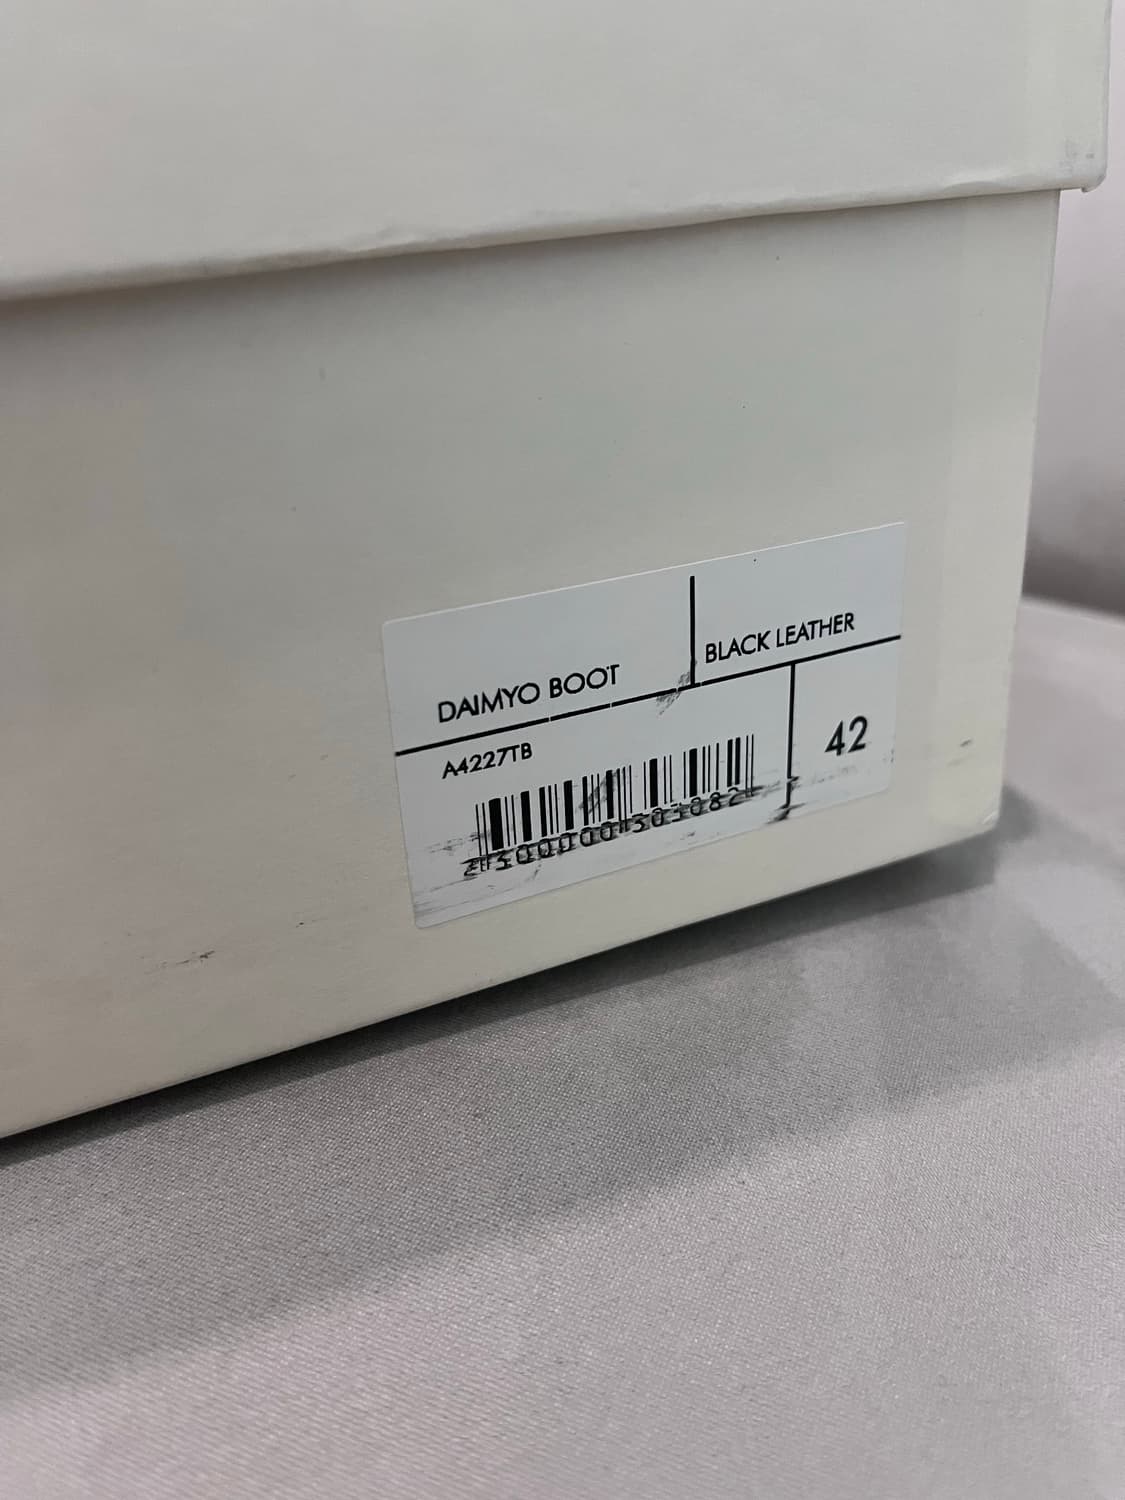 DAIMYO BOOT
BLACK LEATHER
A4227TB
42